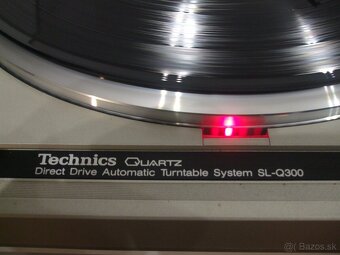 Technics QUARTZ
Direct Drive Automatic Turntable System SL-Q300
Bazos.sk